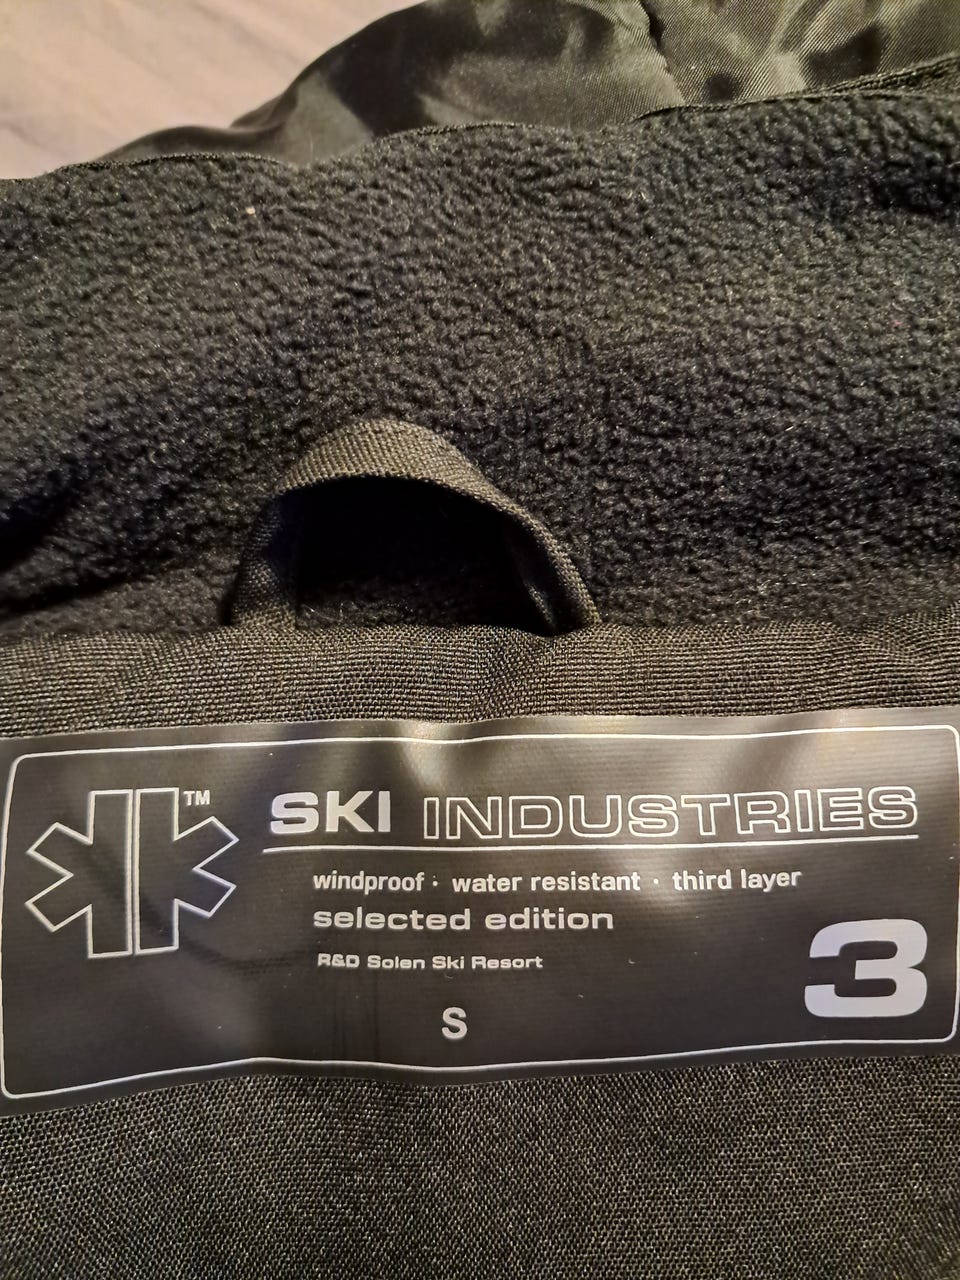 TM
SKI INDUSTRIES
windproof · water resistant · third layer
selected edition
R&D Solen Ski Resort
3
S